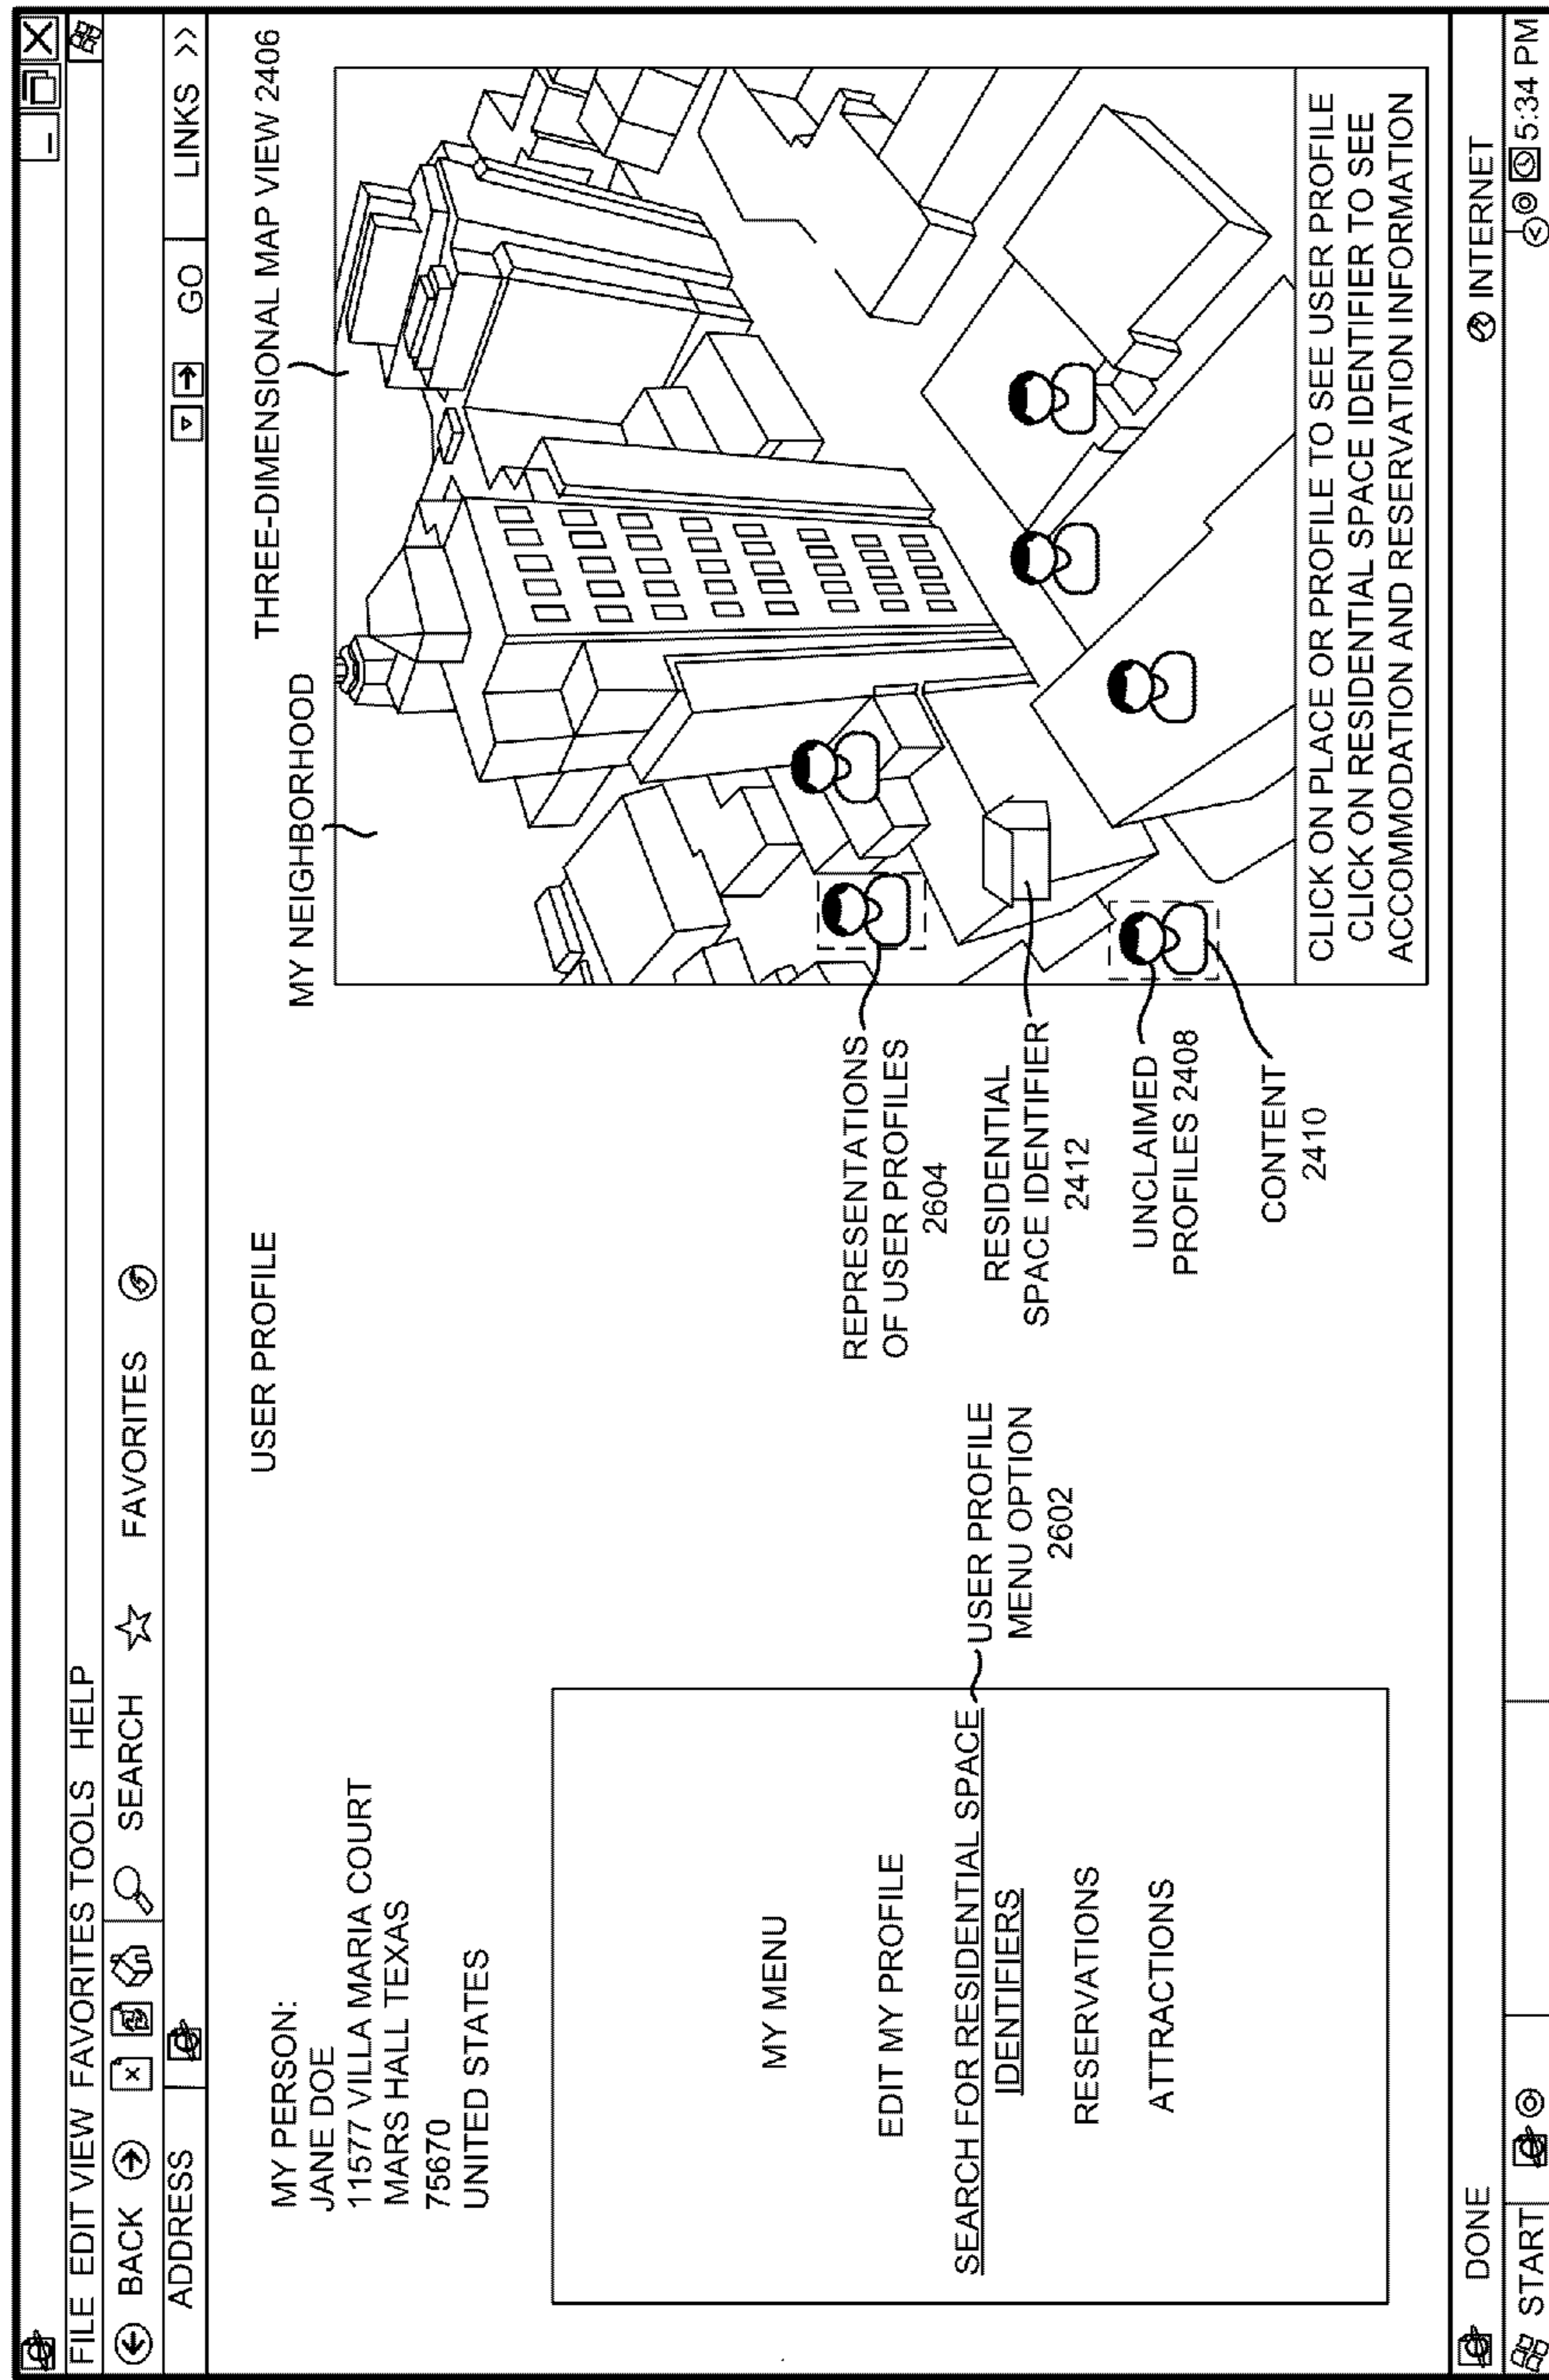 FILE EDIT VIEW FAVORITES TOOLS HELP
BACK SEARCH FAVORITES
ADDRESS GO LINKS >>
USER PROFILE
MY PERSON:
JANE DOE
11577 VILLA MARIA COURT
MARS HALL TEXAS
75670
UNITED STATES
MY MENU
EDIT MY PROFILE
SEARCH FOR RESIDENTIAL SPACE
IDENTIFIERS
RESERVATIONS
ATTRACTIONS
USER PROFILE
MENU OPTION
2602
THREE-DIMENSIONAL MAP VIEW 2406
MY NEIGHBORHOOD
REPRESENTATIONS
OF USER PROFILES
2604
RESIDENTIAL
SPACE IDENTIFIER
2412
UNCLAIMED
PROFILES 2408
CONTENT
2410
CLICK ON PLACE OR PROFILE TO SEE USER PROFILE
CLICK ON RESIDENTIAL SPACE IDENTIFIER TO SEE
ACCOMMODATION AND RESERVATION INFORMATION
DONE INTERNET
START 5:34 PM